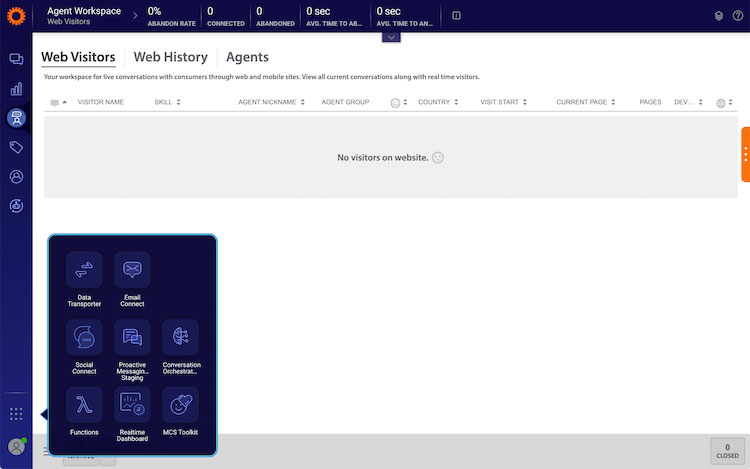 Agent Workspace
Web Visitors
0%
ABANDON RATE
0
CONNECTED
0
ABANDONED
0 sec
AVG. TIME TO AB...
0 sec
AVG. TIME TO AN...
Web Visitors
Web History
Agents
Your workspace for live conversations with consumers through web and mobile sites. View all current conversations along with real time visitors.
VISITOR NAME SKILL AGENT NICKNAME AGENT GROUP COUNTRY VISIT START CURRENT PAGE PAGES DEV...
No visitors on website.
Data
Transporter
Email
Connect
Social
Connect
Proactive
Messagin...
Staging
Conversation
Orchestrat...
Functions
Realtime
Dashboard
MCS Toolkit
0
CLOSED